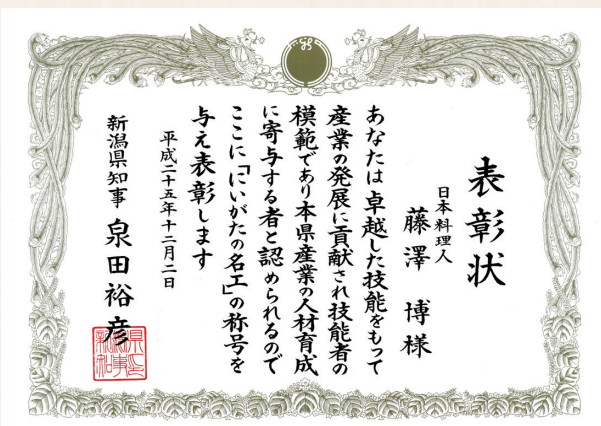 表彰状
日本料理人
藤澤 博様
あなたは卓越した技能をもって
産業の発展に貢献され技能者の
模範であり本県産業の人材育成
に寄与する者と認められるので
ここに「にいがたの名工」の称号を
与え表彰します
平成二十五年十二月二日
新潟県知事 泉田裕彦